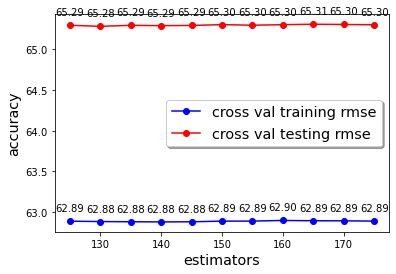 65.29 65.28 65.29 65.29 65.29 65.30 65.30 65.30 65.31 65.30 65.30
65.0
64.5
64.0
63.5
63.0
accuracy
cross val training rmse
cross val testing rmse
62.89 62.88 62.88 62.88 62.88 62.89 62.89 62.90 62.89 62.89 62.89
130 140 150 160 170
estimators